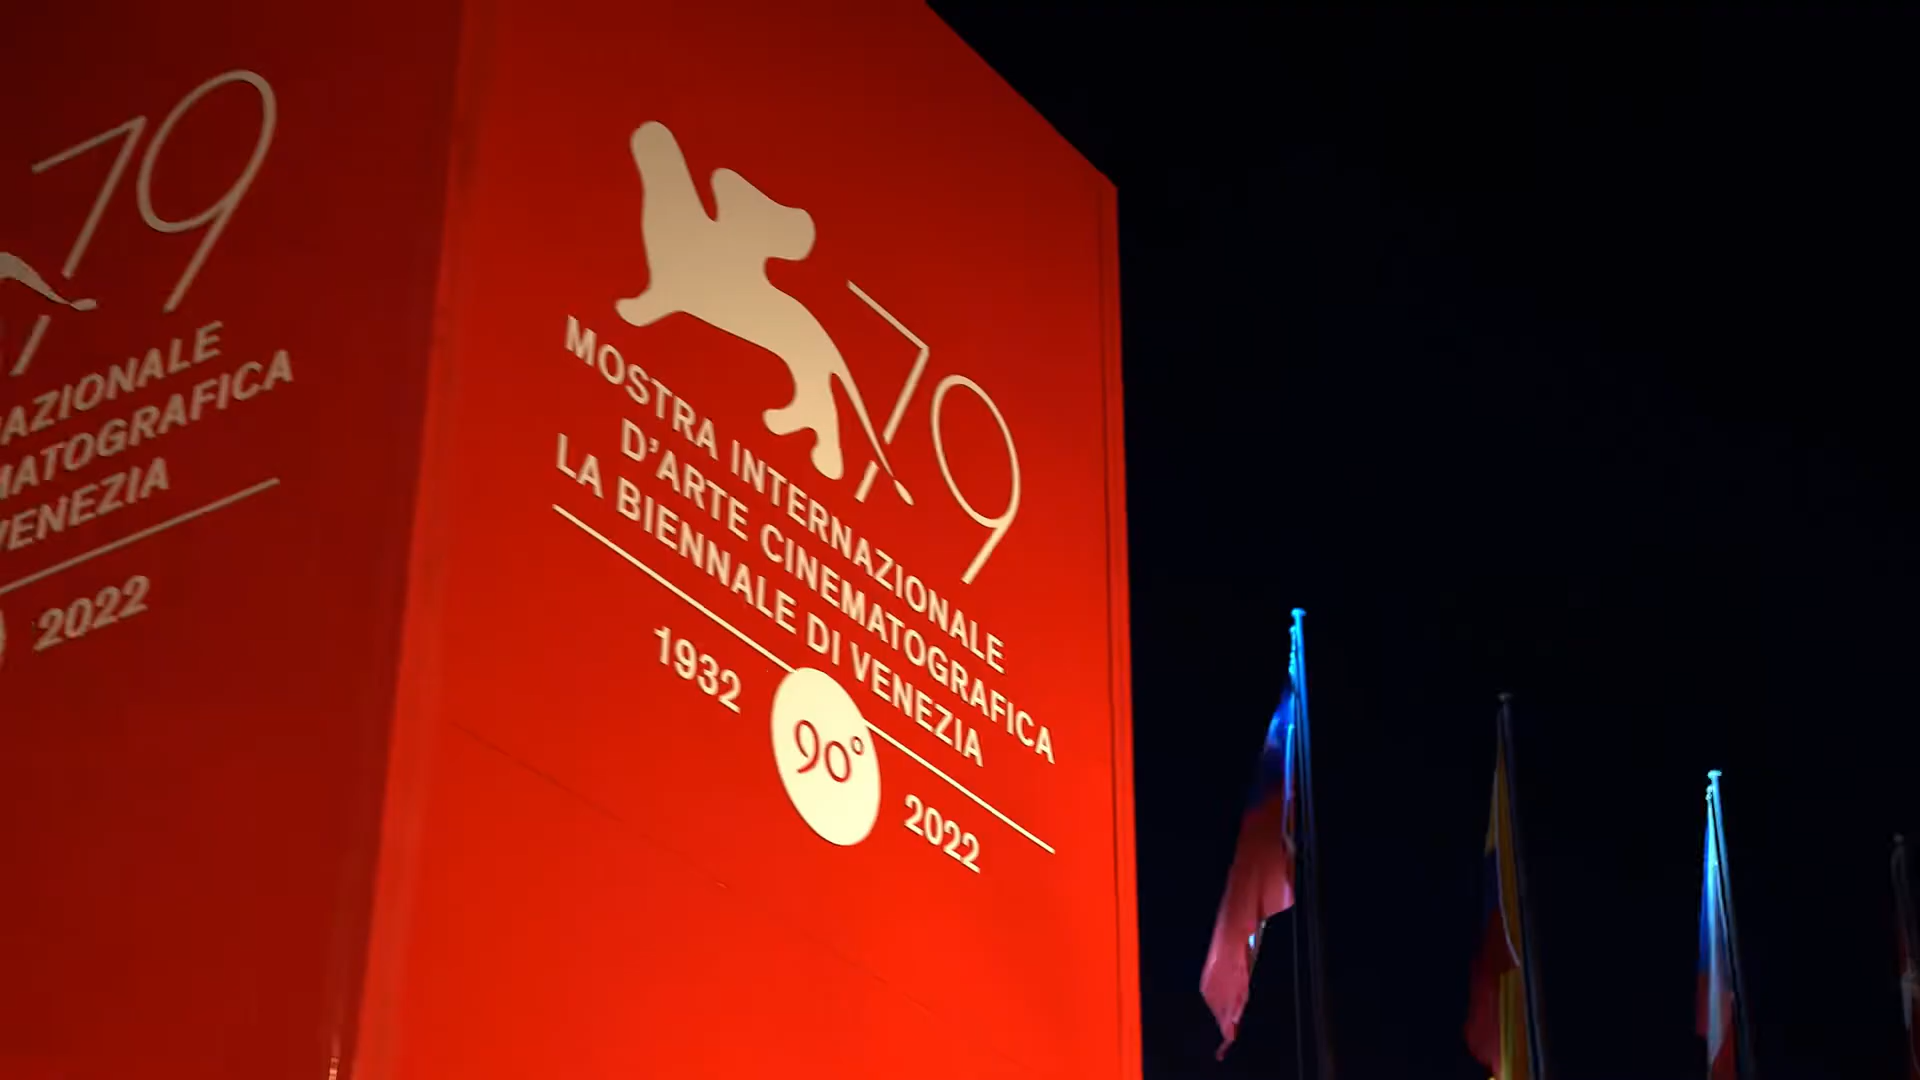 79
AZIONALE
MATOGRAFICA
VENEZIA
2022
79
MOSTRA INTERNAZIONALE
D'ARTE CINEMATOGRAFICA
LA BIENNALE DI VENEZIA
1932 90° 2022